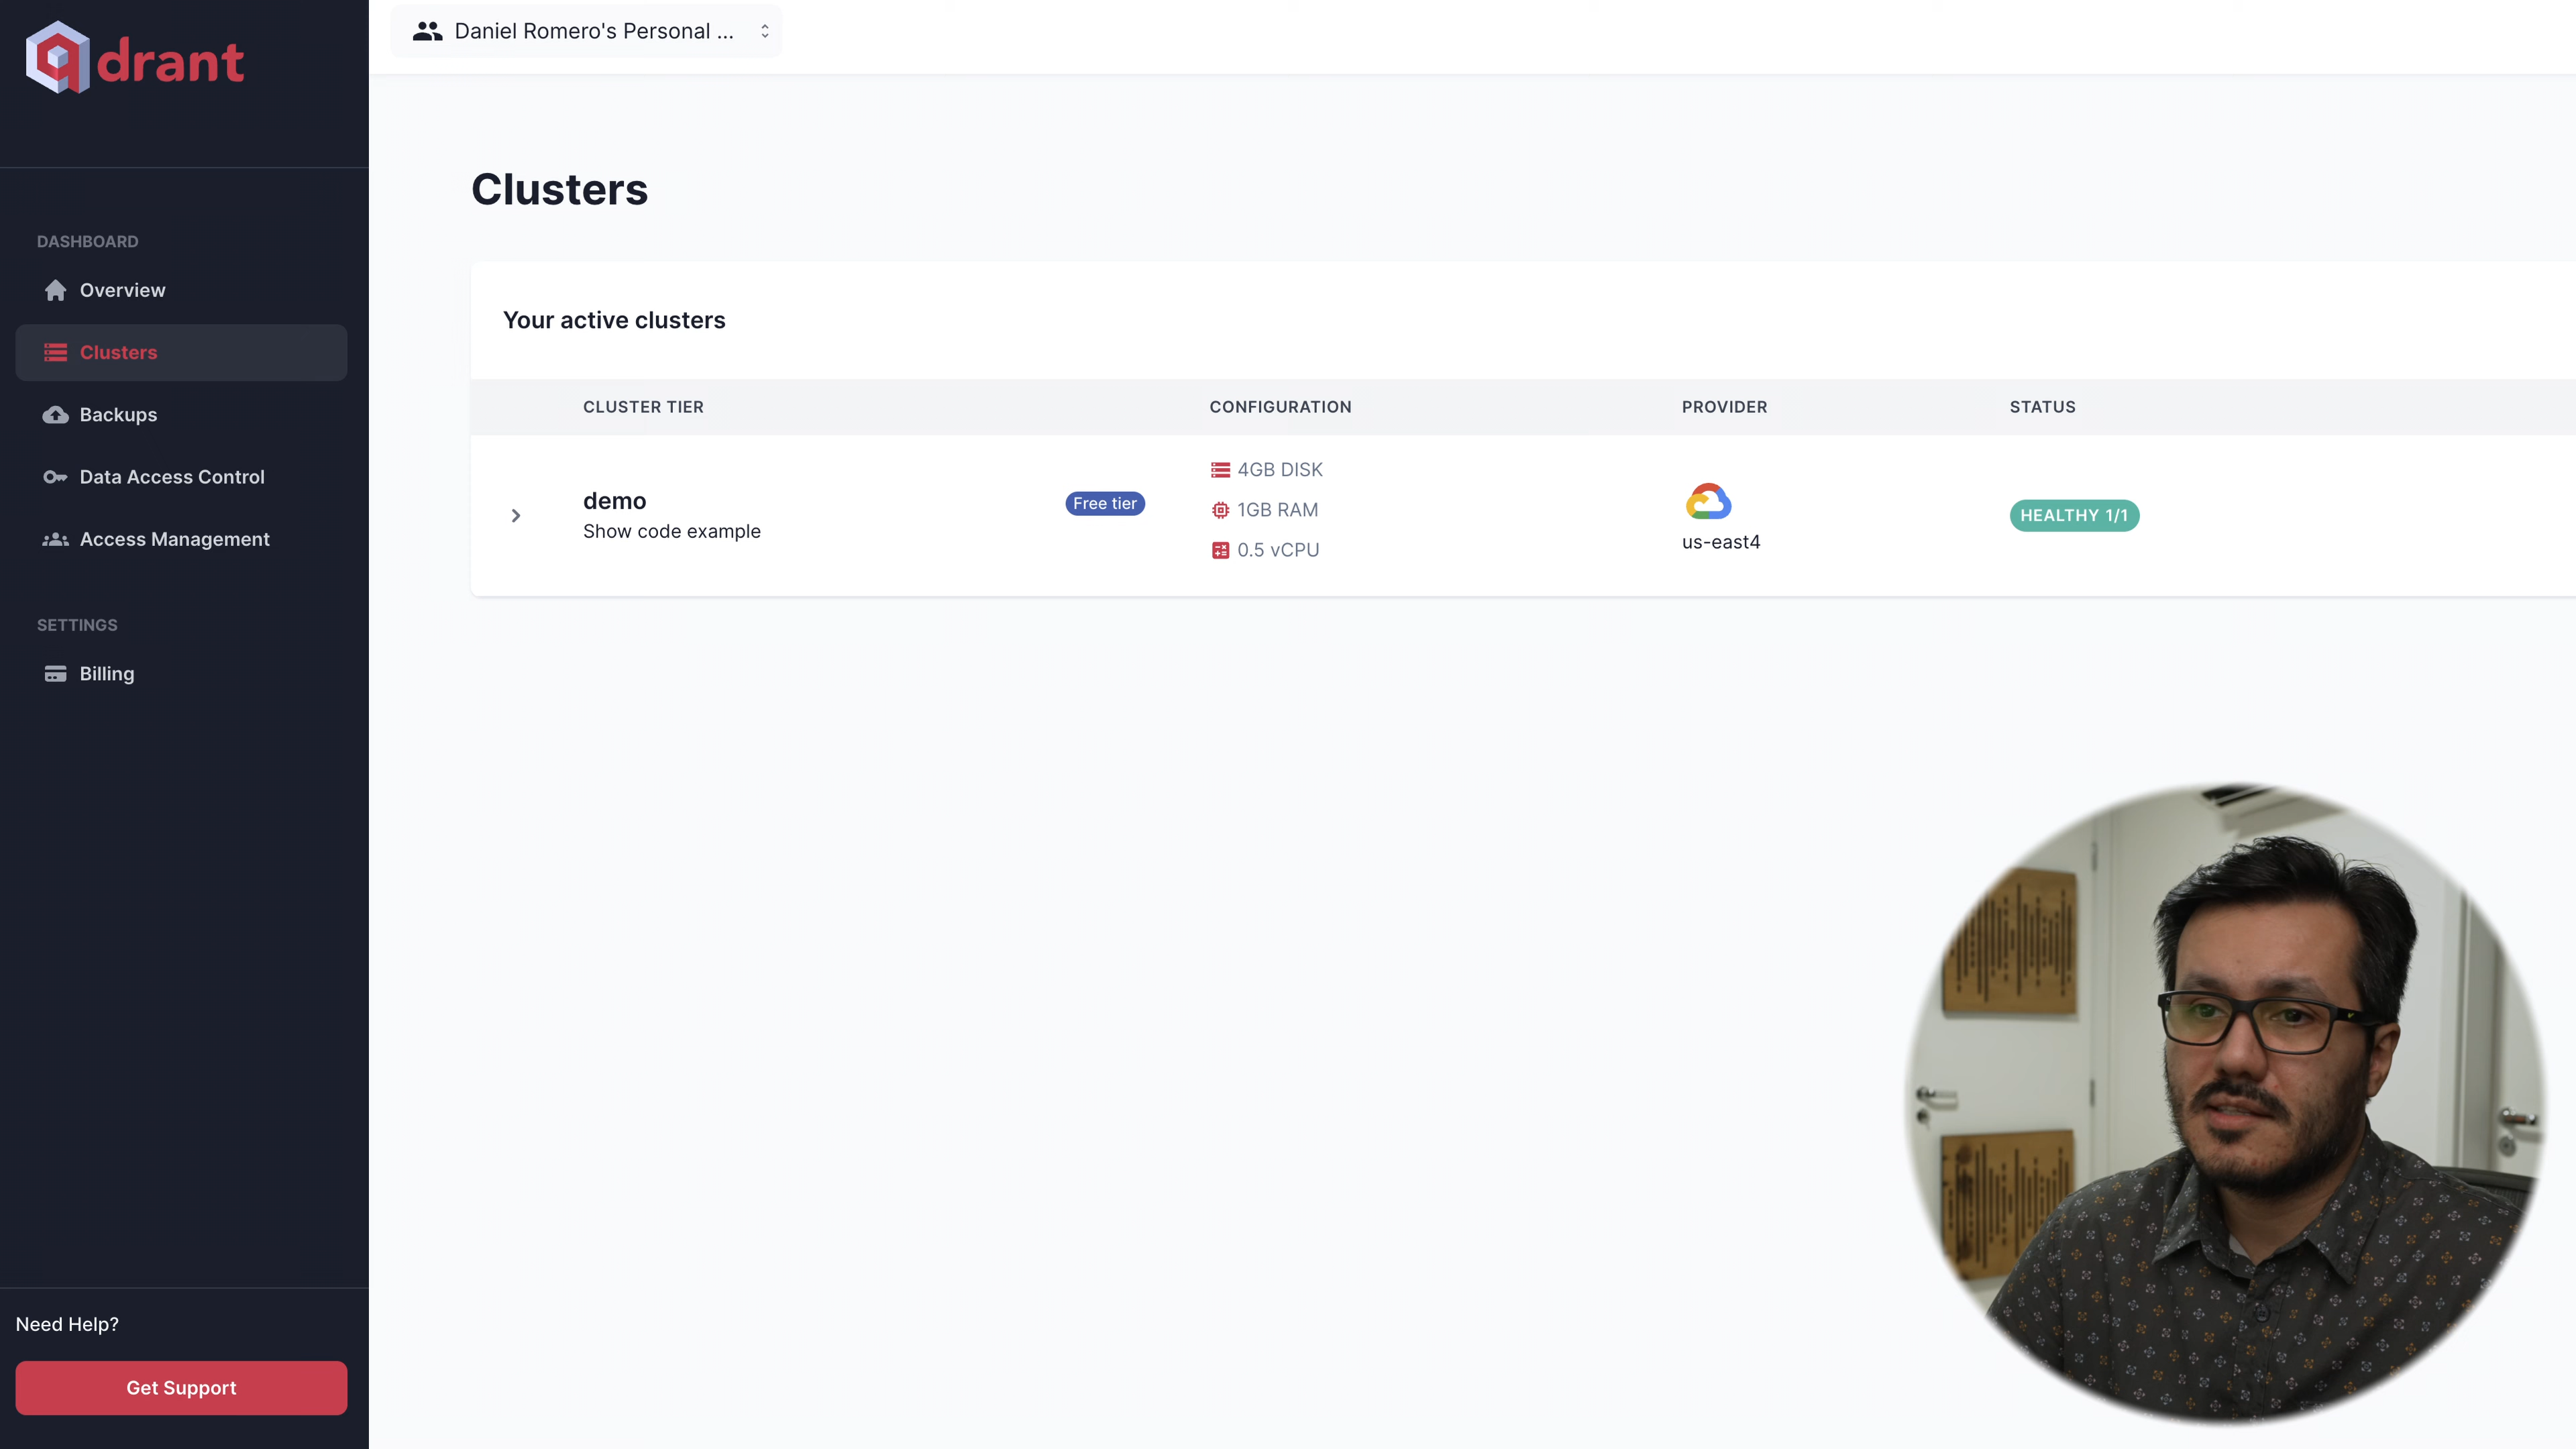 qdrant
Daniel Romero's Personal ...
DASHBOARD
Overview
Clusters
Backups
Data Access Control
Access Management
SETTINGS
Billing
Need Help?
Get Support
Clusters
Your active clusters
CLUSTER TIER CONFIGURATION PROVIDER STATUS
demo
Show code example
Free tier
4GB DISK
1GB RAM
0.5 vCPU
us-east4
HEALTHY 1/1